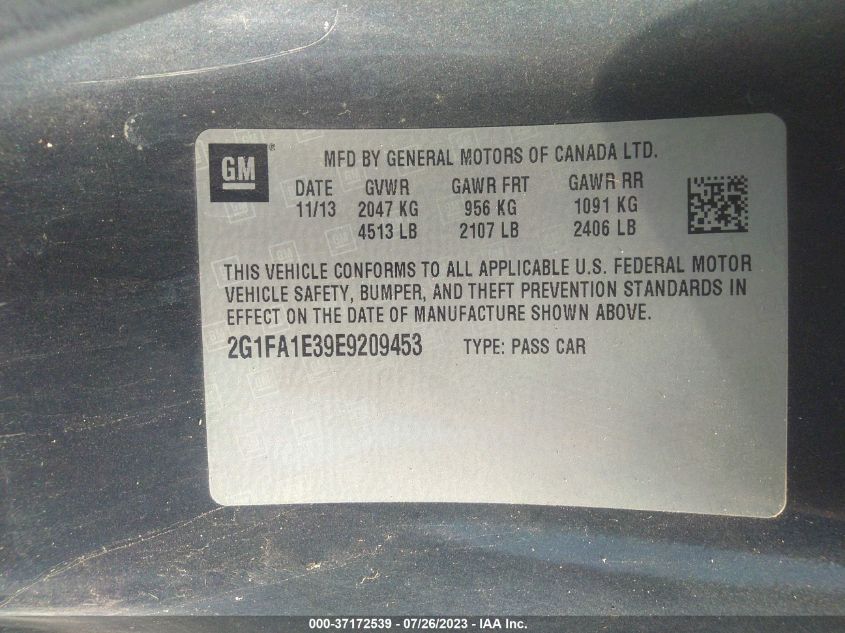 GM ®
MFD BY GENERAL MOTORS OF CANADA LTD.
DATE GVWR GAWR FRT GAWR RR
11/13 2047 KG 956 KG 1091 KG
4513 LB 2107 LB 2406 LB
THIS VEHICLE CONFORMS TO ALL APPLICABLE U.S. FEDERAL MOTOR
VEHICLE SAFETY, BUMPER, AND THEFT PREVENTION STANDARDS IN
EFFECT ON THE DATE OF MANUFACTURE SHOWN ABOVE.
2G1FA1E39E9209453 TYPE: PASS CAR
000-37172539 - 07/26/2023 - IAA Inc.